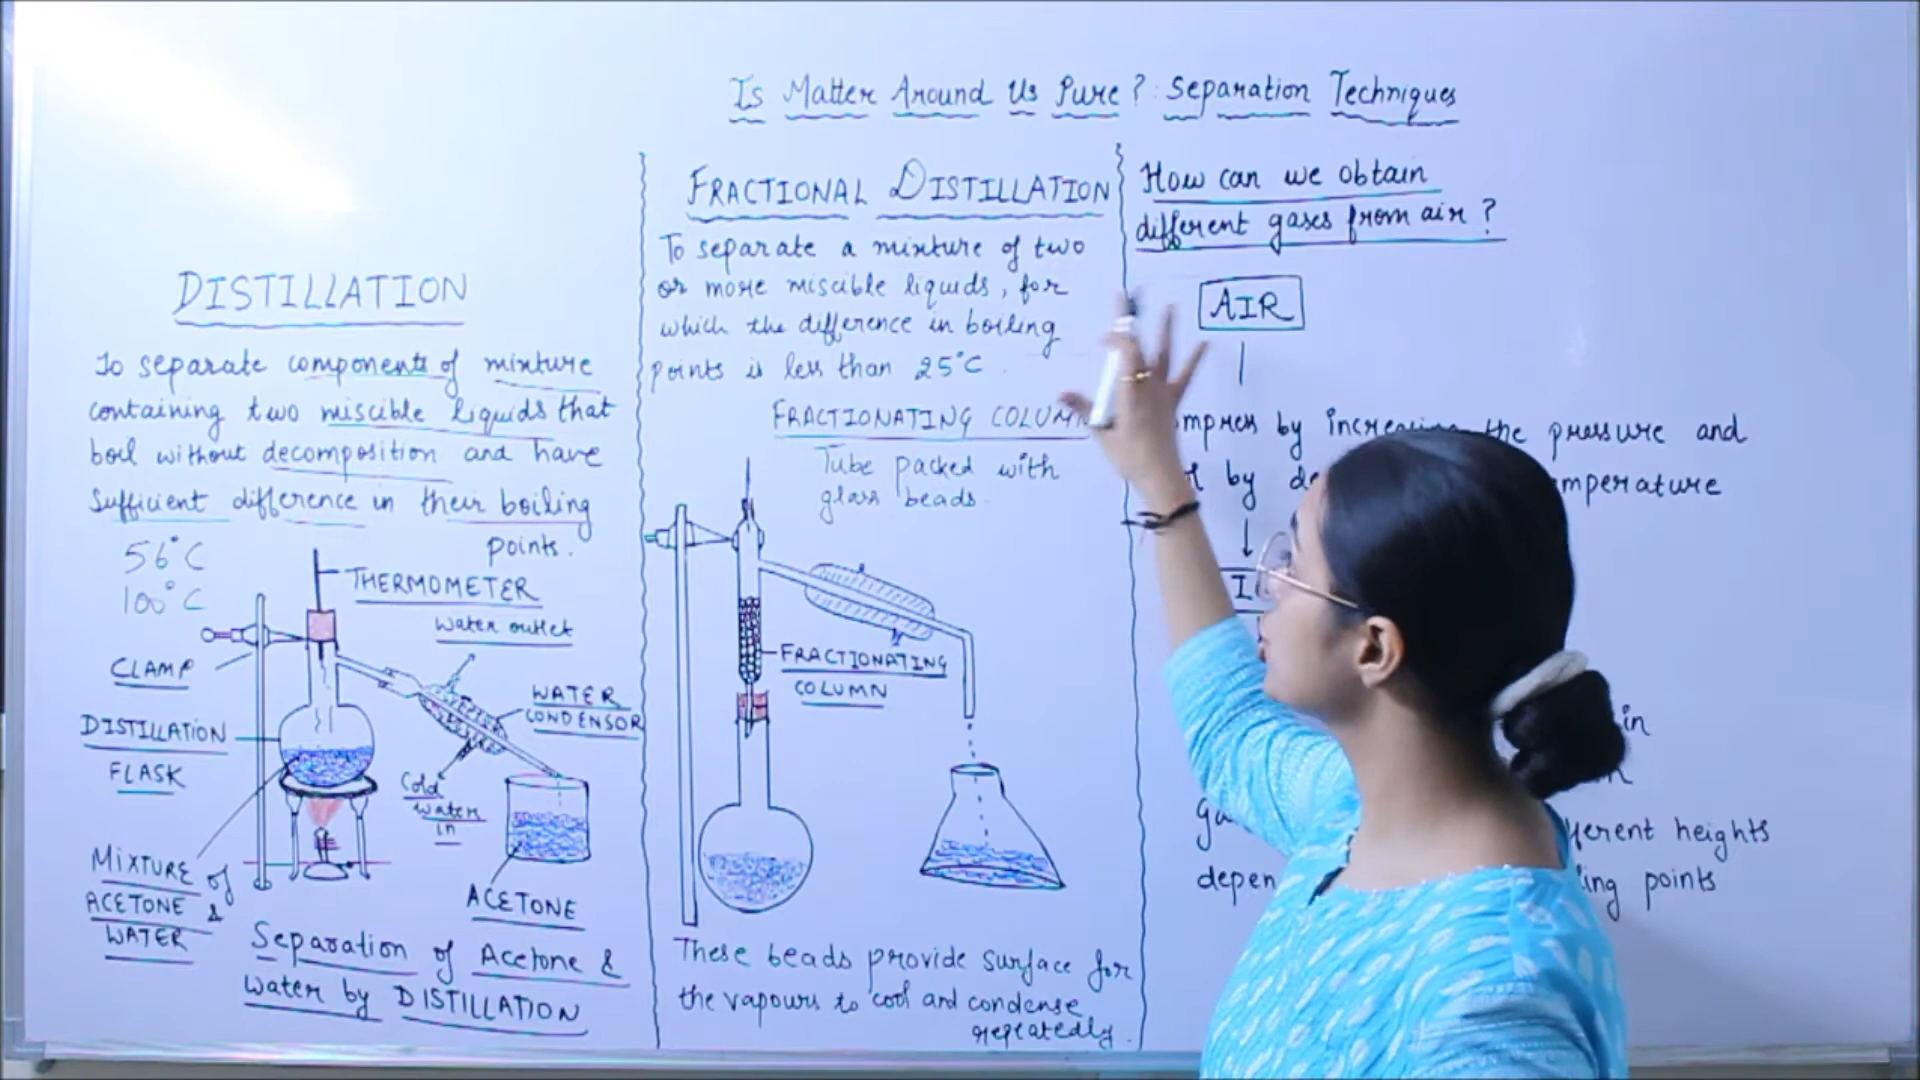 Is Matter Around Us Pure? : Separation Techniques
DISTILLATION
To separate components of mixture
containing two miscible liquids that
boil without decomposition and have
Sufficient difference in their boiling
points.
56°C
100°C
THERMOMETER
Water outlet
CLAMP
WATER
CONDENSOR
DISTILLATION
FLASK
Cold
water
in
MIXTURE of
ACETONE &
WATER
ACETONE
Separation of Acetone &
Water by DISTILLATION
FRACTIONAL DISTILLATION
To separate a mixture of two
or more miscible liquids, for
which the difference in boiling
points is less than 25°C.
FRACTIONATING COLUMN
Tube packed with
glass beads.
FRACTIONATING
COLUMN
These beads provide surface for
the vapours to cool and condense
repeatedly.
How can we obtain
different gases from air?
AIR
by the pressure and
by
in
heights
points